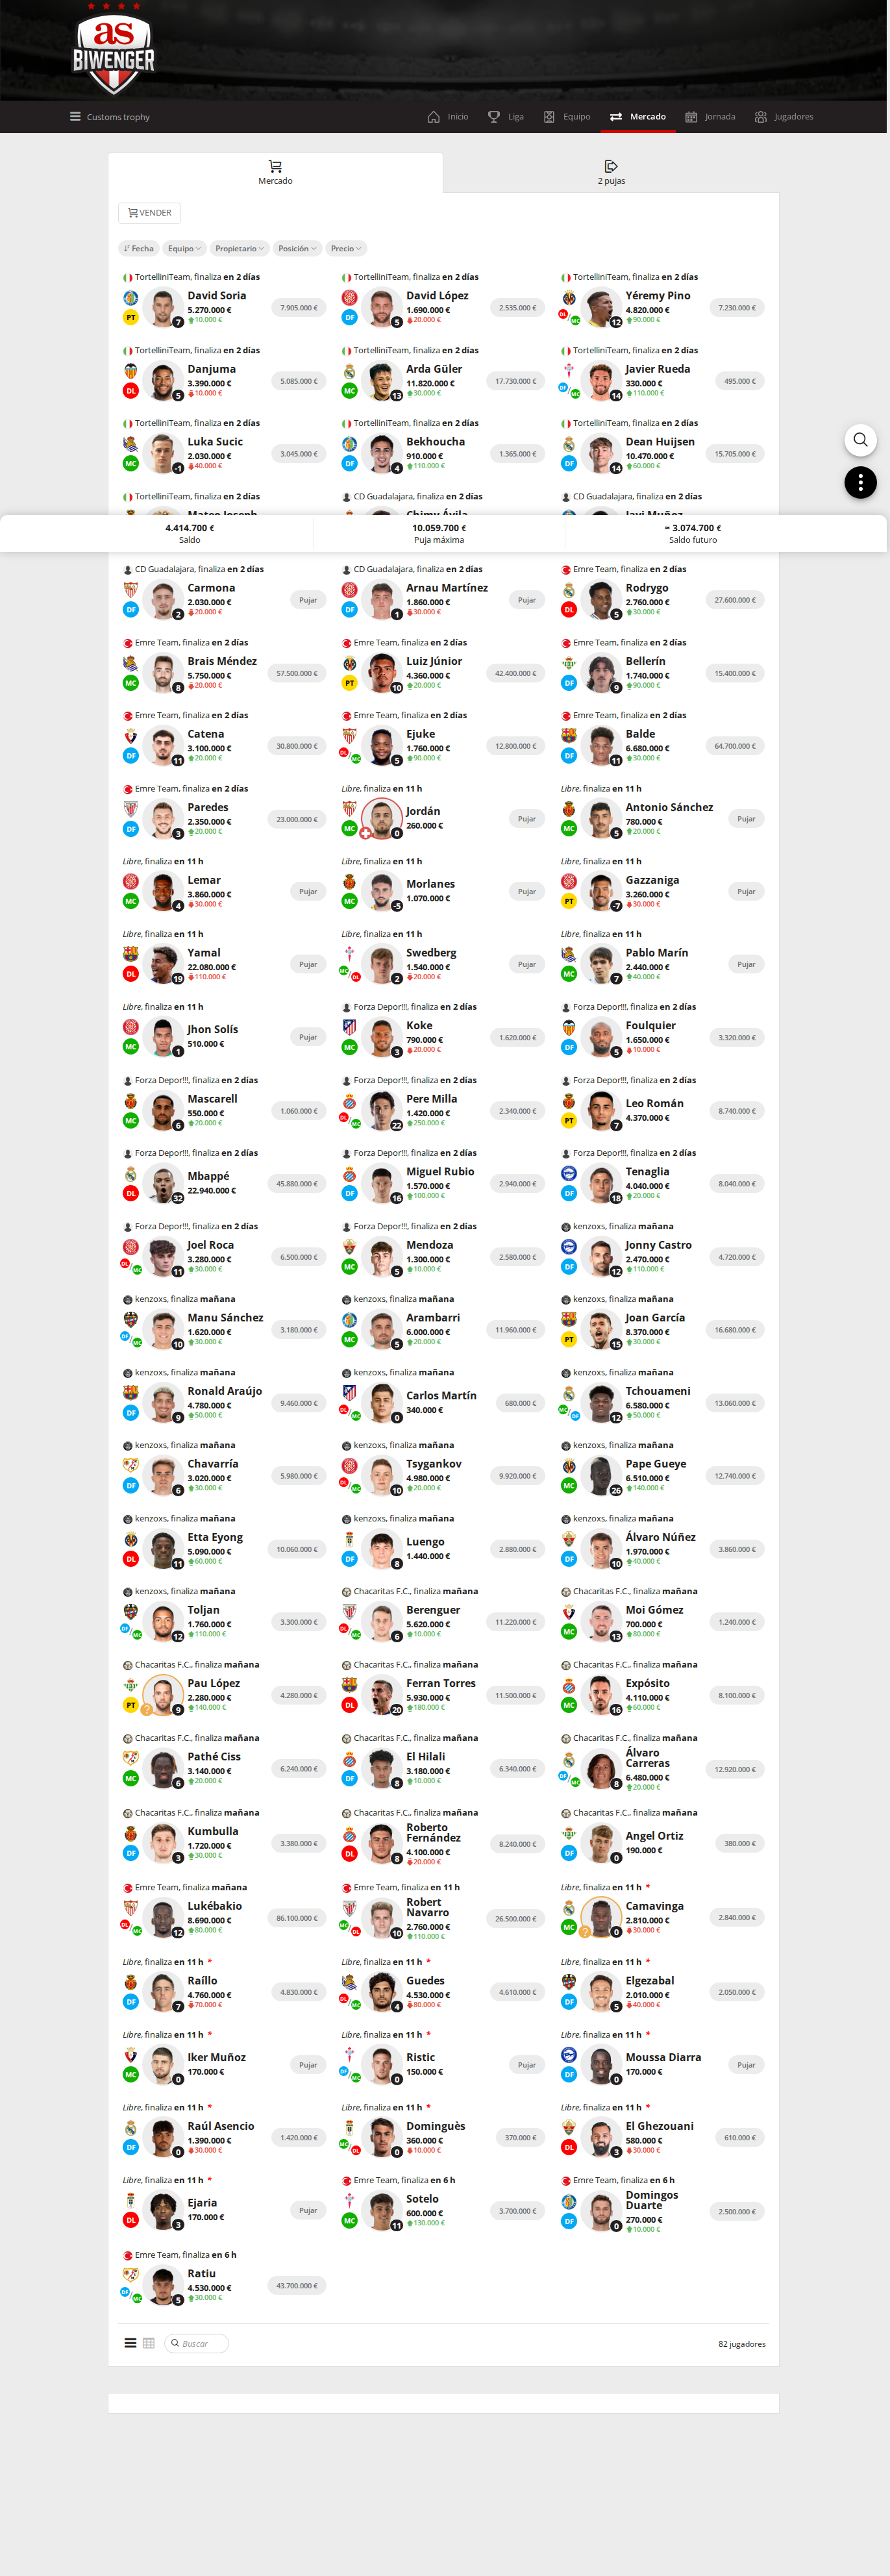 as
BIWENGER
Customs trophy
Inicio
Liga
Equipo
Mercado
Jornada
Jugadores
Mercado
2 pujas
VENDER
Fecha
Equipo
Propietario
Posición
Precio
TortelliniTeam, finaliza en 2 días
PT
7
David Soria
5.270.000 €
10.000 €
7.905.000 €
TortelliniTeam, finaliza en 2 días
DF
5
David López
1.690.000 €
20.000 €
2.535.000 €
TortelliniTeam, finaliza en 2 días
DL
MC
12
Yéremy Pino
4.820.000 €
90.000 €
7.230.000 €
TortelliniTeam, finaliza en 2 días
DL
5
Danjuma
3.390.000 €
10.000 €
5.085.000 €
TortelliniTeam, finaliza en 2 días
MC
13
Arda Güler
11.820.000 €
30.000 €
17.730.000 €
TortelliniTeam, finaliza en 2 días
DF
MC
14
Javier Rueda
330.000 €
110.000 €
495.000 €
TortelliniTeam, finaliza en 2 días
MC
-1
Luka Sucic
2.030.000 €
40.000 €
3.045.000 €
TortelliniTeam, finaliza en 2 días
DF
4
Bekhoucha
910.000 €
110.000 €
1.365.000 €
TortelliniTeam, finaliza en 2 días
DF
14
Dean Huijsen
10.470.000 €
60.000 €
15.705.000 €
TortelliniTeam, finaliza en 2 días
Mateo Joseph
CD Guadalajara, finaliza en 2 días
Chimy Ávila
CD Guadalajara, finaliza en 2 días
Javi Muñoz
4.414.700 €
Saldo
10.059.700 €
Puja máxima
= 3.074.700 €
Saldo futuro
CD Guadalajara, finaliza en 2 días
DF
2
Carmona
2.030.000 €
20.000 €
Pujar
CD Guadalajara, finaliza en 2 días
DF
1
Arnau Martínez
1.860.000 €
30.000 €
Pujar
Emre Team, finaliza en 2 días
DL
5
Rodrygo
2.760.000 €
30.000 €
27.600.000 €
Emre Team, finaliza en 2 días
MC
8
Brais Méndez
5.750.000 €
20.000 €
57.500.000 €
Emre Team, finaliza en 2 días
PT
10
Luiz Júnior
4.360.000 €
20.000 €
42.400.000 €
Emre Team, finaliza en 2 días
DF
9
Bellerín
1.740.000 €
90.000 €
15.400.000 €
Emre Team, finaliza en 2 días
DF
11
Catena
3.100.000 €
20.000 €
30.800.000 €
Emre Team, finaliza en 2 días
DL
MC
5
Ejuke
1.760.000 €
90.000 €
12.800.000 €
Emre Team, finaliza en 2 días
DF
11
Balde
6.680.000 €
30.000 €
64.700.000 €
Emre Team, finaliza en 2 días
DF
3
Paredes
2.350.000 €
20.000 €
23.000.000 €
Libre, finaliza en 11 h
MC
0
Jordán
260.000 €
Pujar
Libre, finaliza en 11 h
MC
5
Antonio Sánchez
780.000 €
20.000 €
Pujar
Libre, finaliza en 11 h
MC
4
Lemar
3.860.000 €
30.000 €
Pujar
Libre, finaliza en 11 h
MC
-5
Morlanes
1.070.000 €
Pujar
Libre, finaliza en 11 h
PT
-7
Gazzaniga
3.260.000 €
30.000 €
Pujar
Libre, finaliza en 11 h
DL
19
Yamal
22.080.000 €
110.000 €
Pujar
Libre, finaliza en 11 h
MC
DL
2
Swedberg
1.540.000 €
20.000 €
Pujar
Libre, finaliza en 11 h
MC
7
Pablo Marín
2.440.000 €
40.000 €
Pujar
Libre, finaliza en 11 h
MC
1
Jhon Solís
510.000 €
Pujar
Forza Depor!!!, finaliza en 2 días
MC
3
Koke
790.000 €
20.000 €
1.620.000 €
Forza Depor!!!, finaliza en 2 días
DF
5
Foulquier
1.650.000 €
10.000 €
3.320.000 €
Forza Depor!!!, finaliza en 2 días
MC
6
Mascarell
550.000 €
20.000 €
1.060.000 €
Forza Depor!!!, finaliza en 2 días
DL
MC
22
Pere Milla
1.420.000 €
250.000 €
2.340.000 €
Forza Depor!!!, finaliza en 2 días
PT
7
Leo Román
4.370.000 €
8.740.000 €
Forza Depor!!!, finaliza en 2 días
DL
32
Mbappé
22.940.000 €
45.880.000 €
Forza Depor!!!, finaliza en 2 días
DF
16
Miguel Rubio
1.570.000 €
100.000 €
2.940.000 €
Forza Depor!!!, finaliza en 2 días
DF
18
Tenaglia
4.040.000 €
20.000 €
8.040.000 €
Forza Depor!!!, finaliza en 2 días
DL
MC
11
Joel Roca
3.280.000 €
30.000 €
6.500.000 €
Forza Depor!!!, finaliza en 2 días
MC
5
Mendoza
1.300.000 €
10.000 €
2.580.000 €
kenzoxs, finaliza mañana
DF
12
Jonny Castro
2.470.000 €
110.000 €
4.720.000 €
kenzoxs, finaliza mañana
DF
MC
10
Manu Sánchez
1.620.000 €
30.000 €
3.180.000 €
kenzoxs, finaliza mañana
MC
5
Arambarri
6.000.000 €
20.000 €
11.960.000 €
kenzoxs, finaliza mañana
PT
15
Joan García
8.370.000 €
30.000 €
16.680.000 €
kenzoxs, finaliza mañana
DF
9
Ronald Araújo
4.780.000 €
50.000 €
9.460.000 €
kenzoxs, finaliza mañana
DL
MC
0
Carlos Martín
340.000 €
680.000 €
kenzoxs, finaliza mañana
MC
DF
12
Tchouameni
6.580.000 €
50.000 €
13.060.000 €
kenzoxs, finaliza mañana
DF
6
Chavarría
3.020.000 €
30.000 €
5.980.000 €
kenzoxs, finaliza mañana
DL
MC
10
Tsygankov
4.980.000 €
20.000 €
9.920.000 €
kenzoxs, finaliza mañana
MC
26
Pape Gueye
6.510.000 €
140.000 €
12.740.000 €
kenzoxs, finaliza mañana
DL
11
Etta Eyong
5.090.000 €
60.000 €
10.060.000 €
kenzoxs, finaliza mañana
DF
8
Luengo
1.440.000 €
2.880.000 €
kenzoxs, finaliza mañana
DF
10
Álvaro Núñez
1.970.000 €
40.000 €
3.860.000 €
kenzoxs, finaliza mañana
DF
MC
12
Toljan
1.760.000 €
110.000 €
3.300.000 €
Chacaritas F.C., finaliza mañana
DL
MC
6
Berenguer
5.620.000 €
10.000 €
11.220.000 €
Chacaritas F.C., finaliza mañana
MC
13
Moi Gómez
700.000 €
80.000 €
1.240.000 €
Chacaritas F.C., finaliza mañana
PT
?
9
Pau López
2.280.000 €
140.000 €
4.280.000 €
Chacaritas F.C., finaliza mañana
DL
20
Ferran Torres
5.930.000 €
180.000 €
11.500.000 €
Chacaritas F.C., finaliza mañana
MC
16
Expósito
4.110.000 €
60.000 €
8.100.000 €
Chacaritas F.C., finaliza mañana
MC
6
Pathé Ciss
3.140.000 €
20.000 €
6.240.000 €
Chacaritas F.C., finaliza mañana
DF
8
El Hilali
3.180.000 €
10.000 €
6.340.000 €
Chacaritas F.C., finaliza mañana
DF
MC
8
Álvaro
Carreras
6.480.000 €
20.000 €
12.920.000 €
Chacaritas F.C., finaliza mañana
DF
3
Kumbulla
1.720.000 €
30.000 €
3.380.000 €
Chacaritas F.C., finaliza mañana
DL
8
Roberto
Fernández
4.100.000 €
20.000 €
8.240.000 €
Chacaritas F.C., finaliza mañana
DF
0
Angel Ortiz
190.000 €
380.000 €
Emre Team, finaliza mañana
DL
MC
12
Lukébakio
8.690.000 €
80.000 €
86.100.000 €
Emre Team, finaliza en 11 h
MC
DL
10
Robert
Navarro
2.760.000 €
110.000 €
26.500.000 €
Libre, finaliza en 11 h *
MC
?
0
Camavinga
2.810.000 €
30.000 €
2.840.000 €
Libre, finaliza en 11 h *
DF
7
Raíllo
4.760.000 €
70.000 €
4.830.000 €
Libre, finaliza en 11 h *
DL
MC
4
Guedes
4.530.000 €
80.000 €
4.610.000 €
Libre, finaliza en 11 h *
DF
5
Elgezabal
2.010.000 €
40.000 €
2.050.000 €
Libre, finaliza en 11 h *
MC
0
Iker Muñoz
170.000 €
Pujar
Libre, finaliza en 11 h *
DF
MC
0
Ristic
150.000 €
Pujar
Libre, finaliza en 11 h *
DF
0
Moussa Diarra
170.000 €
Pujar
Libre, finaliza en 11 h *
DF
0
Raúl Asencio
1.390.000 €
30.000 €
1.420.000 €
Libre, finaliza en 11 h *
MC
DL
0
Dominguès
360.000 €
10.000 €
370.000 €
Libre, finaliza en 11 h *
DL
3
El Ghezouani
580.000 €
30.000 €
610.000 €
Libre, finaliza en 11 h *
DL
3
Ejaria
170.000 €
Pujar
Emre Team, finaliza en 6 h
MC
11
Sotelo
600.000 €
130.000 €
3.700.000 €
Emre Team, finaliza en 6 h
DF
0
Domingos
Duarte
270.000 €
10.000 €
2.500.000 €
Emre Team, finaliza en 6 h
DF
MC
5
Ratiu
4.530.000 €
30.000 €
43.700.000 €
Buscar
82 jugadores